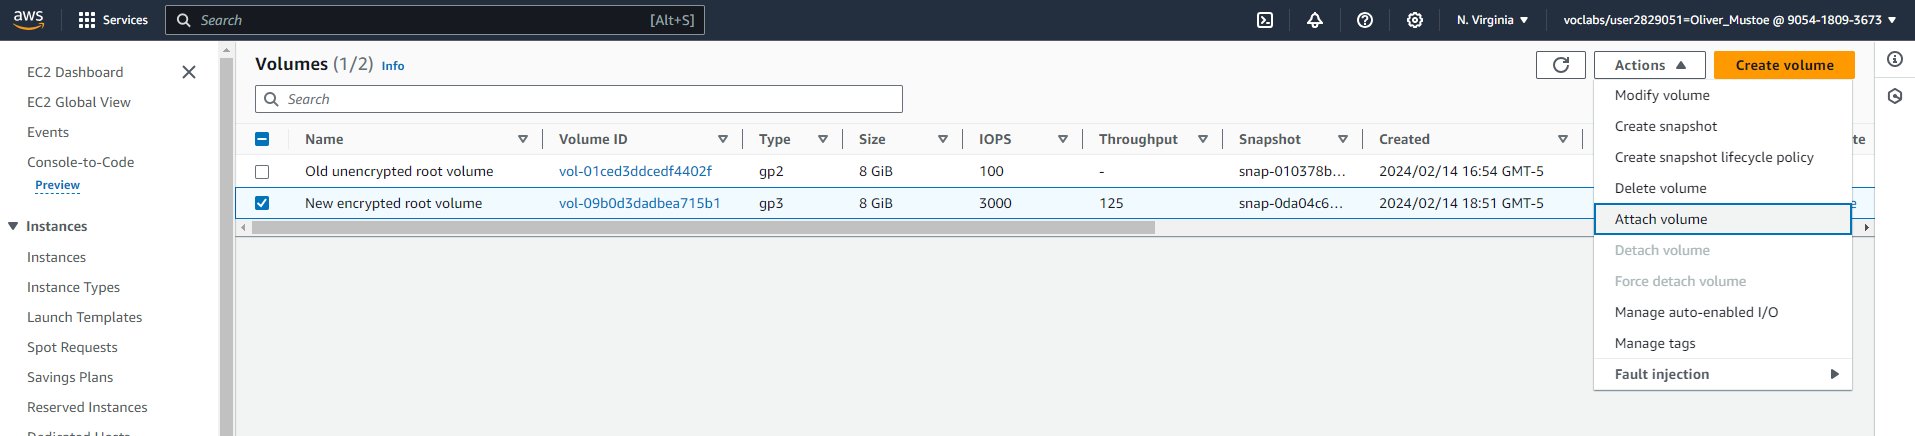 aws Services Search [Alt+S] N. Virginia voclabs/user2829051=Oliver_Mustoe @ 9054-1809-3673
EC2 Dashboard
EC2 Global View
Events
Console-to-Code
Preview
Instances
Instances
Instance Types
Launch Templates
Spot Requests
Savings Plans
Reserved Instances
Dedicated Hosts
Volumes (1/2) Info
Actions
Create volume
Search
Name Volume ID Type Size IOPS Throughput Snapshot Created
Old unencrypted root volume vol-01ced3ddcedf4402f gp2 8 GiB 100 - snap-010378b... 2024/02/14 16:54 GMT-5
New encrypted root volume vol-09b0d3dadbea715b1 gp3 8 GiB 3000 125 snap-0da04c6... 2024/02/14 18:51 GMT-5
Modify volume
Create snapshot
Create snapshot lifecycle policy
Delete volume
Attach volume
Detach volume
Force detach volume
Manage auto-enabled I/O
Manage tags
Fault injection